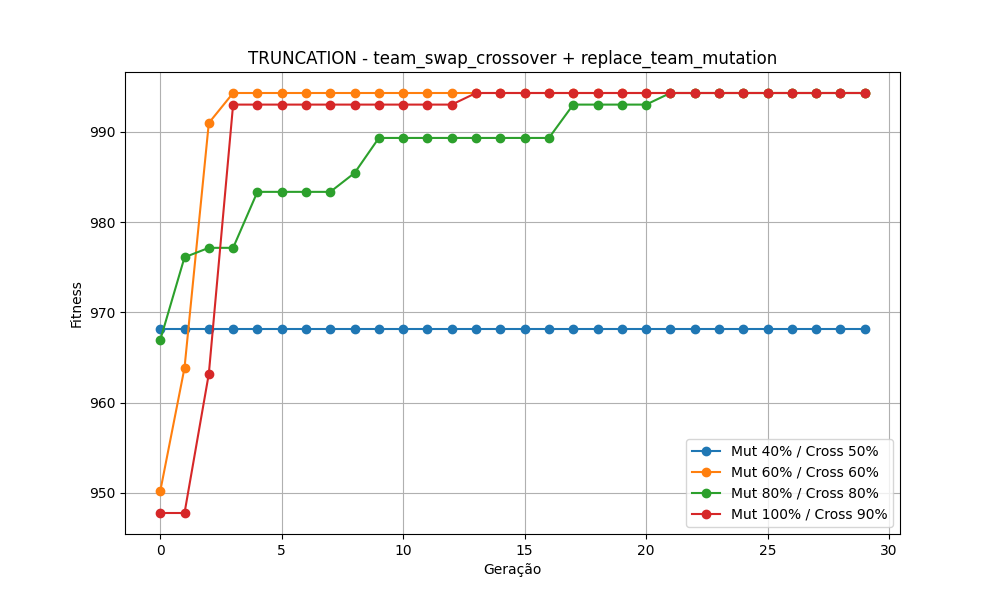 TRUNCATION - team_swap_crossover + replace_team_mutation
Fitness
990
980
970
960
950
0 5 10 15 20 25 30
Geração
Mut 40% / Cross 50%
Mut 60% / Cross 60%
Mut 80% / Cross 80%
Mut 100% / Cross 90%